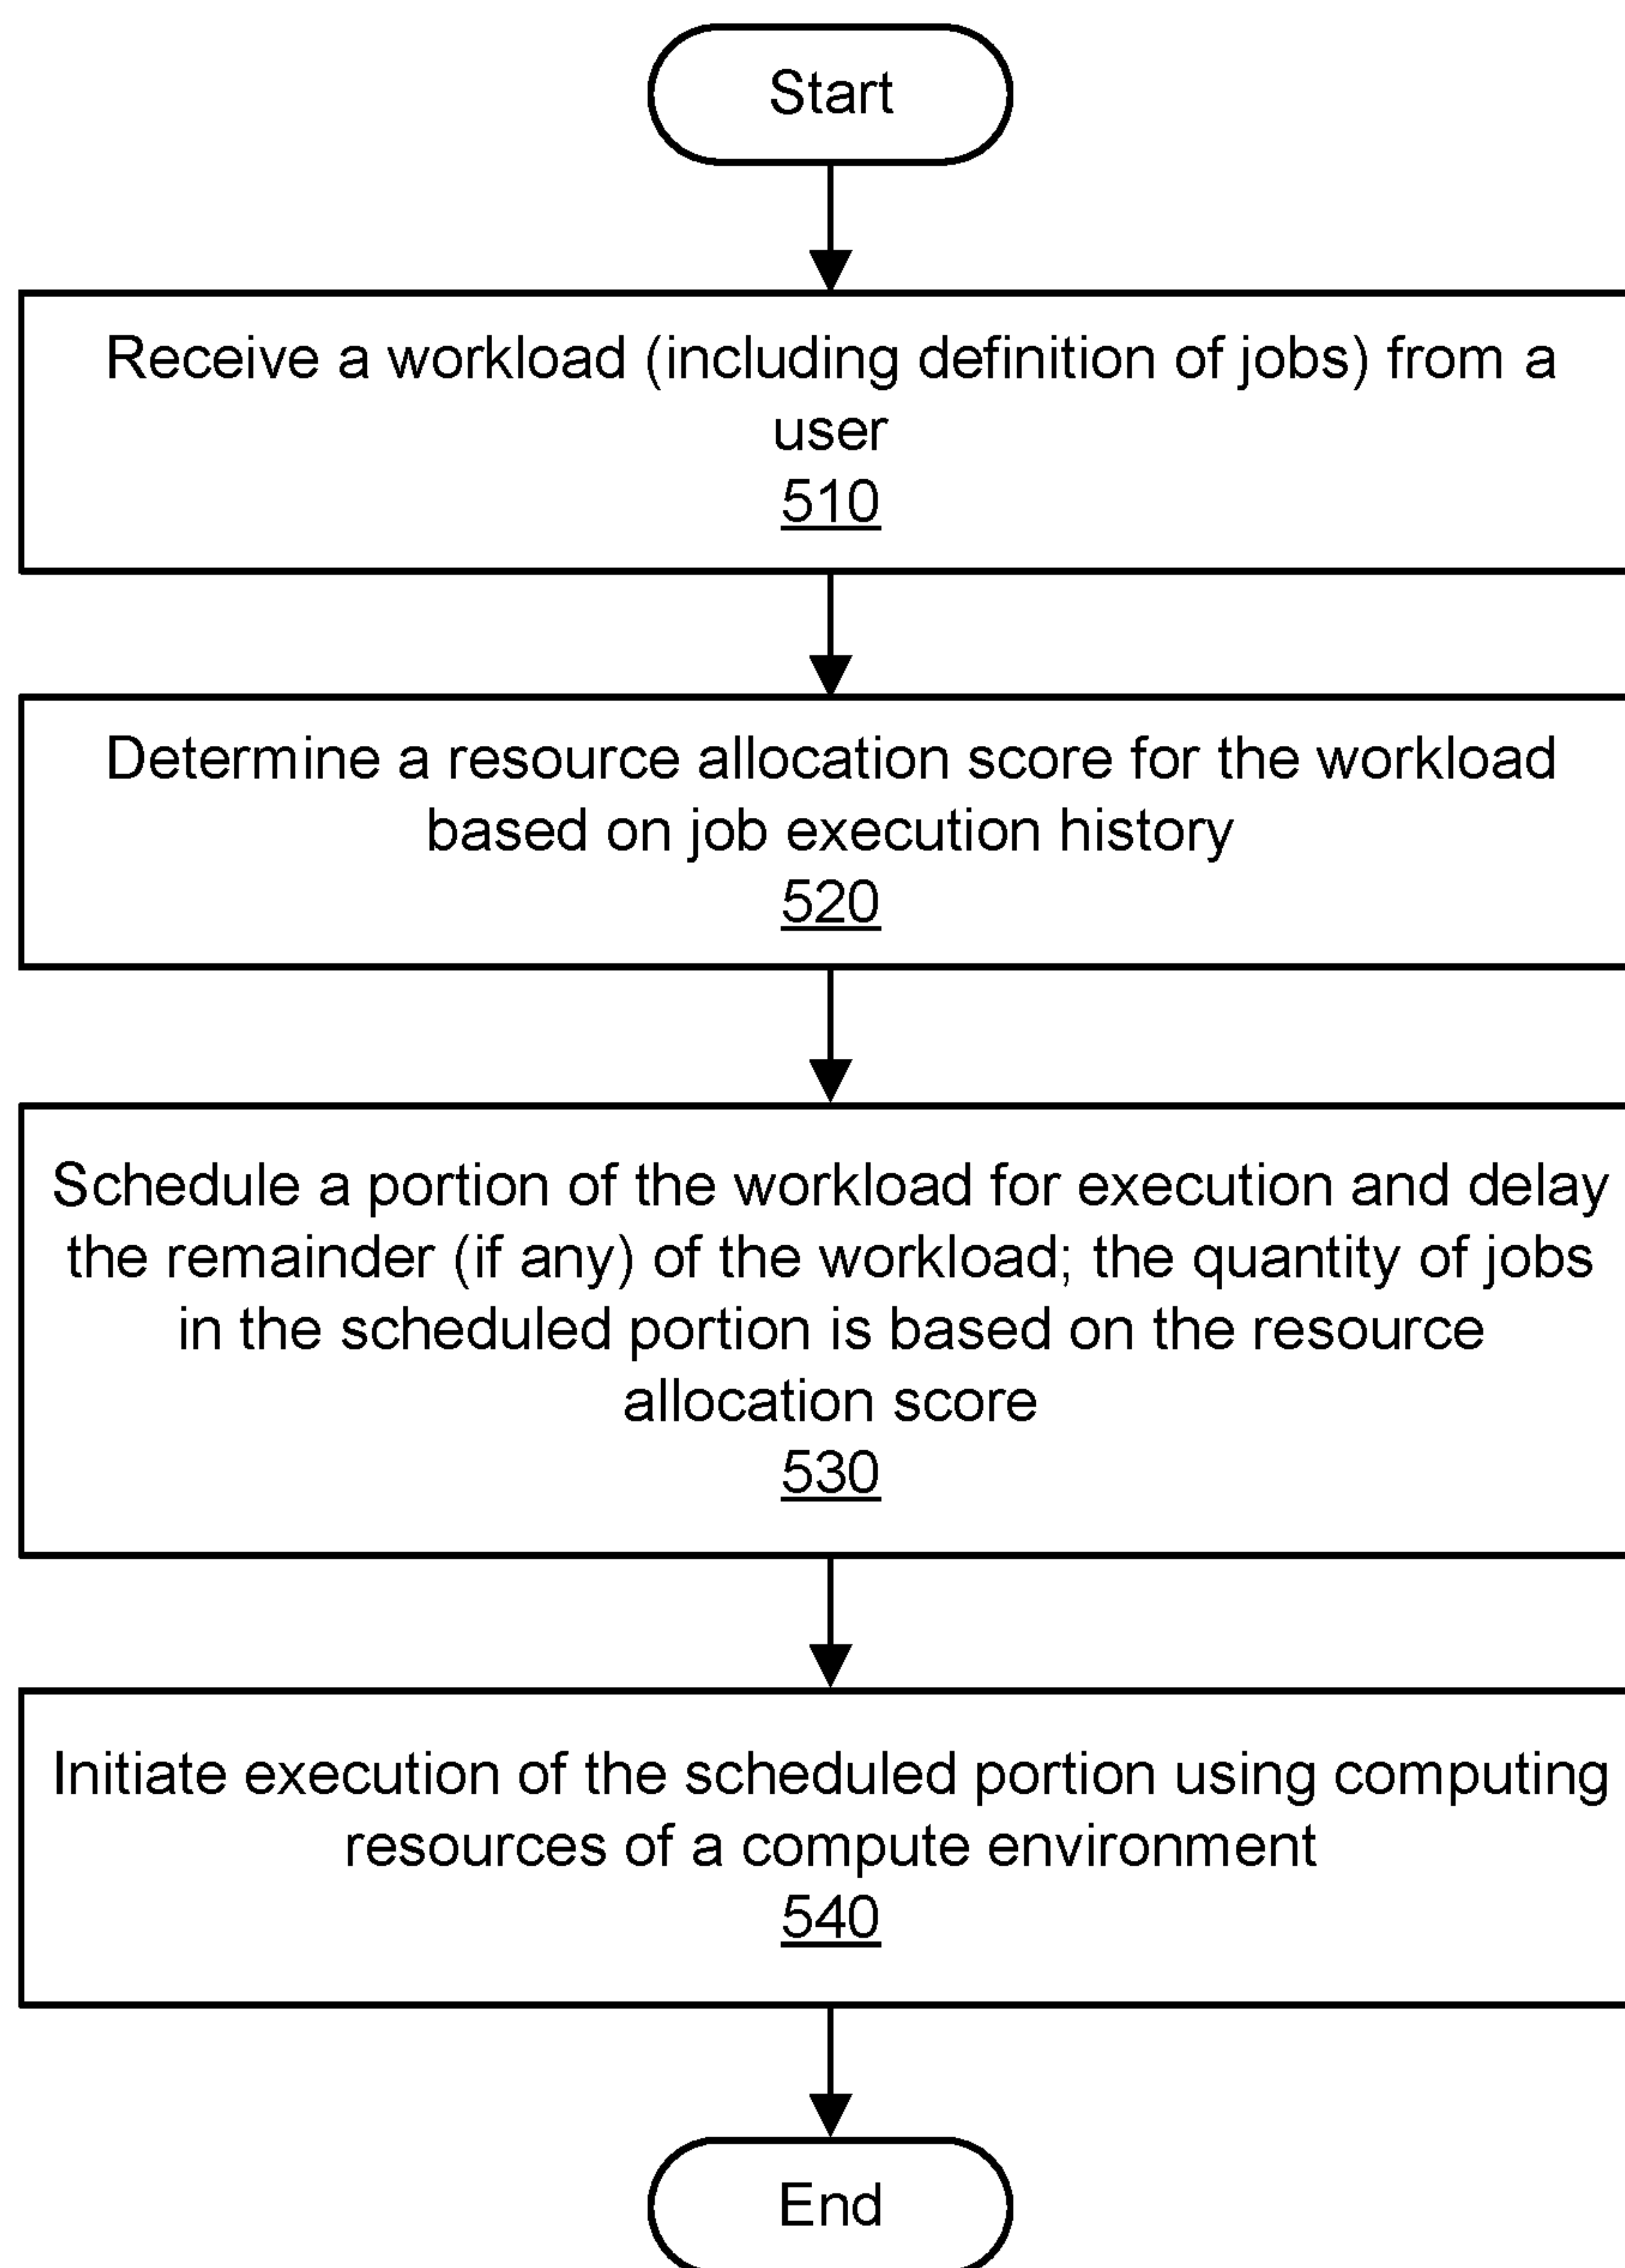 Start
Receive a workload (including definition of jobs) from a
user
510
Determine a resource allocation score for the workload
based on job execution history
520
Schedule a portion of the workload for execution and delay
the remainder (if any) of the workload; the quantity of jobs
in the scheduled portion is based on the resource
allocation score
530
Initiate execution of the scheduled portion using computing
resources of a compute environment
540
End